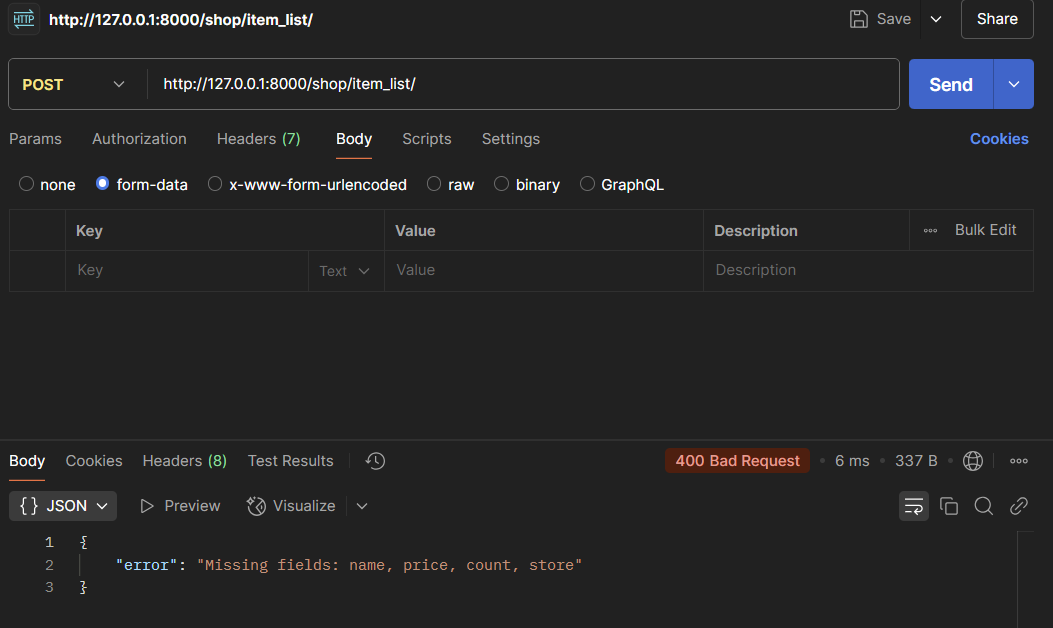 HTTP http://127.0.0.1:8000/shop/item_list/ Save Share
POST http://127.0.0.1:8000/shop/item_list/ Send
Params Authorization Headers (7) Body Scripts Settings Cookies
none form-data x-www-form-urlencoded raw binary GraphQL
Key Value Description Bulk Edit
Key Text Value Description
Body Cookies Headers (8) Test Results 400 Bad Request 6 ms 337 B
{} JSON Preview Visualize
1 {
2 "error": "Missing fields: name, price, count, store"
3 }